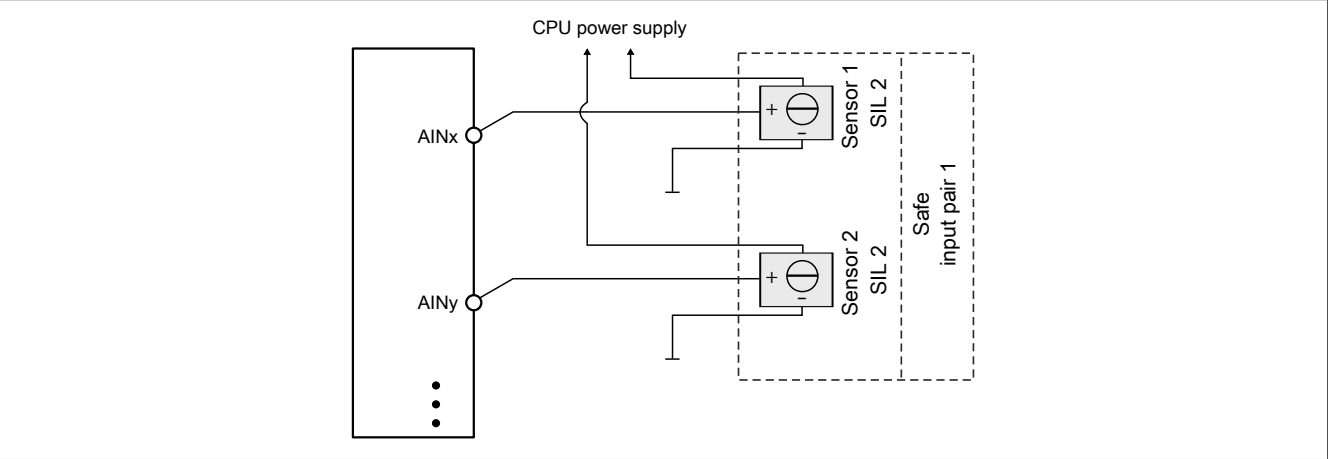 CPU power supply
AINx
+
-
Sensor 1
SIL 2
Safe
input pair 1
AINy
+
-
Sensor 2
SIL 2